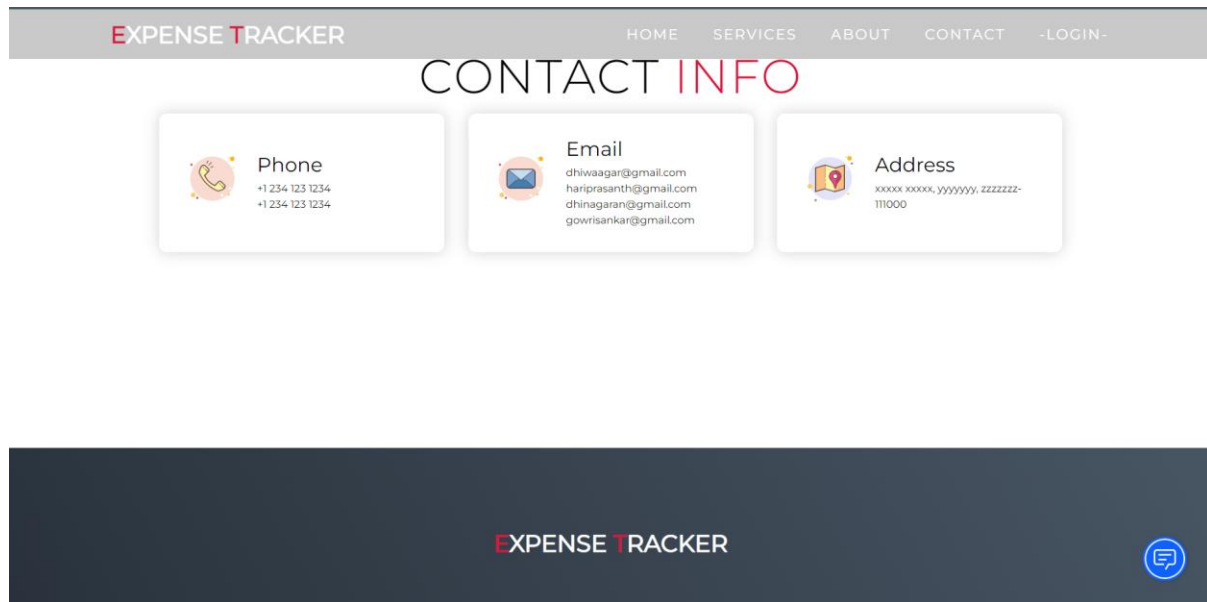 EXPENSE TRACKER
HOME SERVICES ABOUT CONTACT -LOGIN-
CONTACT INFO
Phone
+1 234 123 1234
+1 234 123 1234
Email
dhiwaagar@gmail.com
hariprasanth@gmail.com
dhinagaran@gmail.com
gowrisankar@gmail.com
Address
xxxxx xxxxx, yyyyyyy, zzzzzzz-
111000
EXPENSE TRACKER